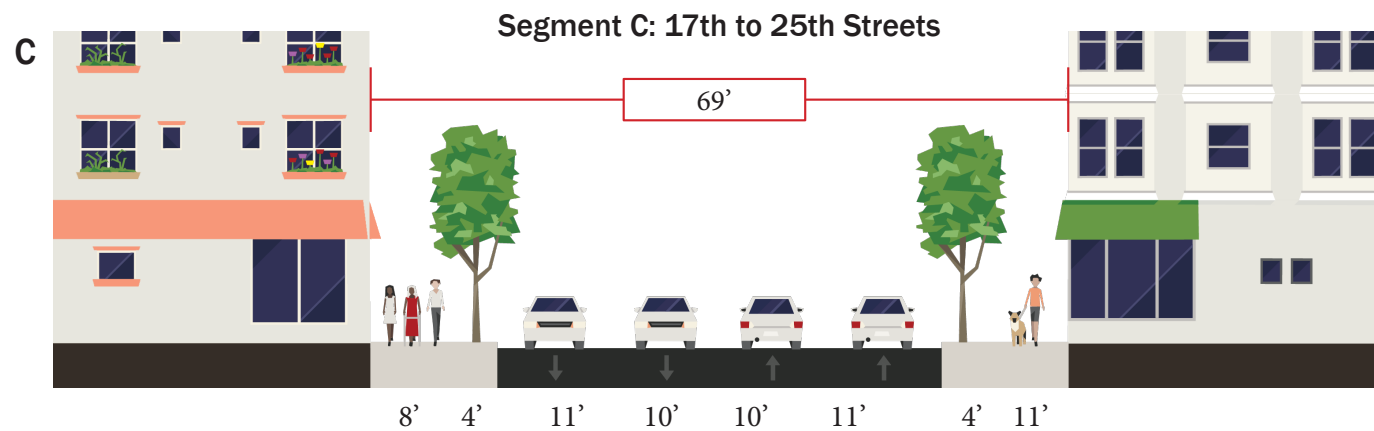 Segment C: 17th to 25th Streets
C
69’
8’ 4’ 11’ 10’ 10’ 11’ 4’ 11’